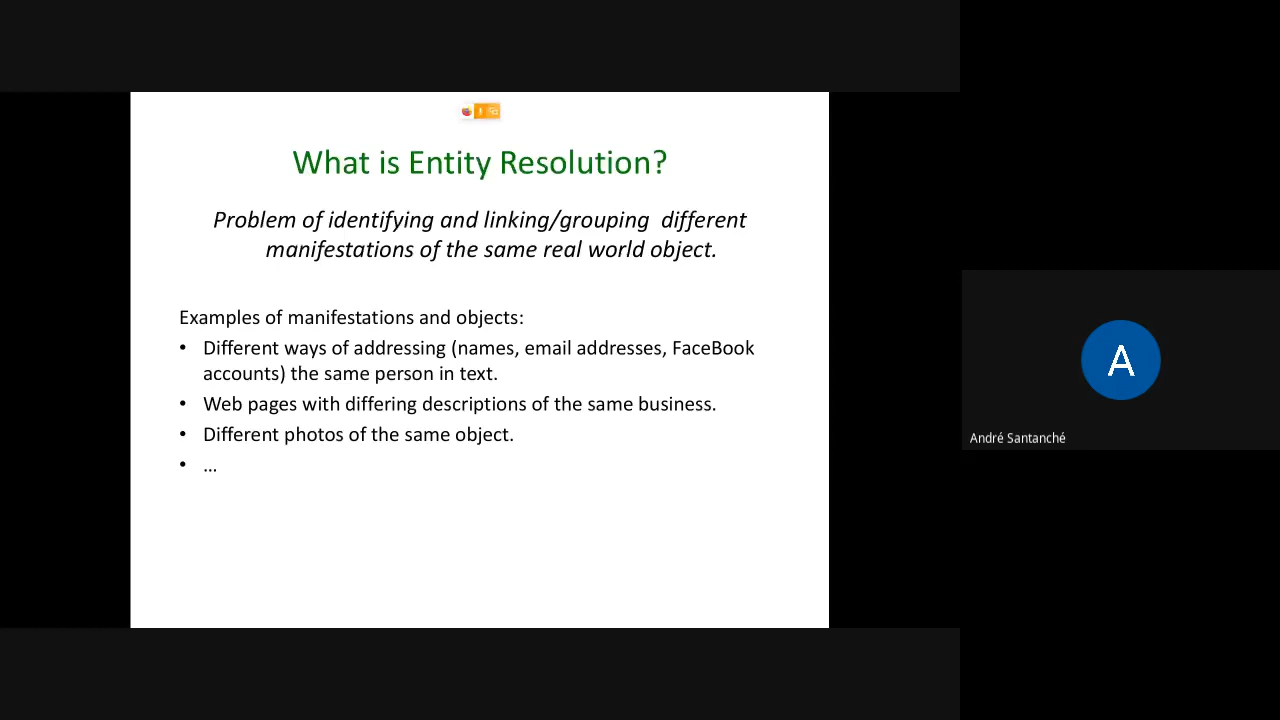 What is Entity Resolution?
Problem of identifying and linking/grouping  different
manifestations of the same real world object.
Examples of manifestations and objects:
• Different ways of addressing (names, email addresses, FaceBook
accounts) the same person in text.
• Web pages with differing descriptions of the same business.
• Different photos of the same object.
• …
A
André Santanché